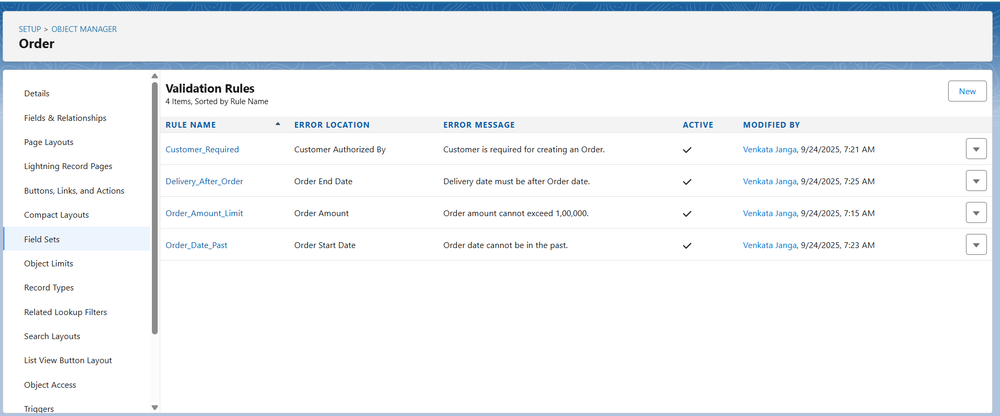 SETUP > OBJECT MANAGER
Order
Details
Fields & Relationships
Page Layouts
Lightning Record Pages
Buttons, Links, and Actions
Compact Layouts
Field Sets
Object Limits
Record Types
Related Lookup Filters
Search Layouts
List View Button Layout
Object Access
Triggers
Validation Rules
4 Items, Sorted by Rule Name
New
RULE NAME ERROR LOCATION ERROR MESSAGE ACTIVE MODIFIED BY
Customer_Required Customer Authorized By Customer is required for creating an Order. Venkata Janga, 9/24/2025, 7:21 AM
Delivery_After_Order Order End Date Delivery date must be after Order date. Venkata Janga, 9/24/2025, 7:25 AM
Order_Amount_Limit Order Amount Order amount cannot exceed 1,00,000. Venkata Janga, 9/24/2025, 7:15 AM
Order_Date_Past Order Start Date Order date cannot be in the past. Venkata Janga, 9/24/2025, 7:23 AM